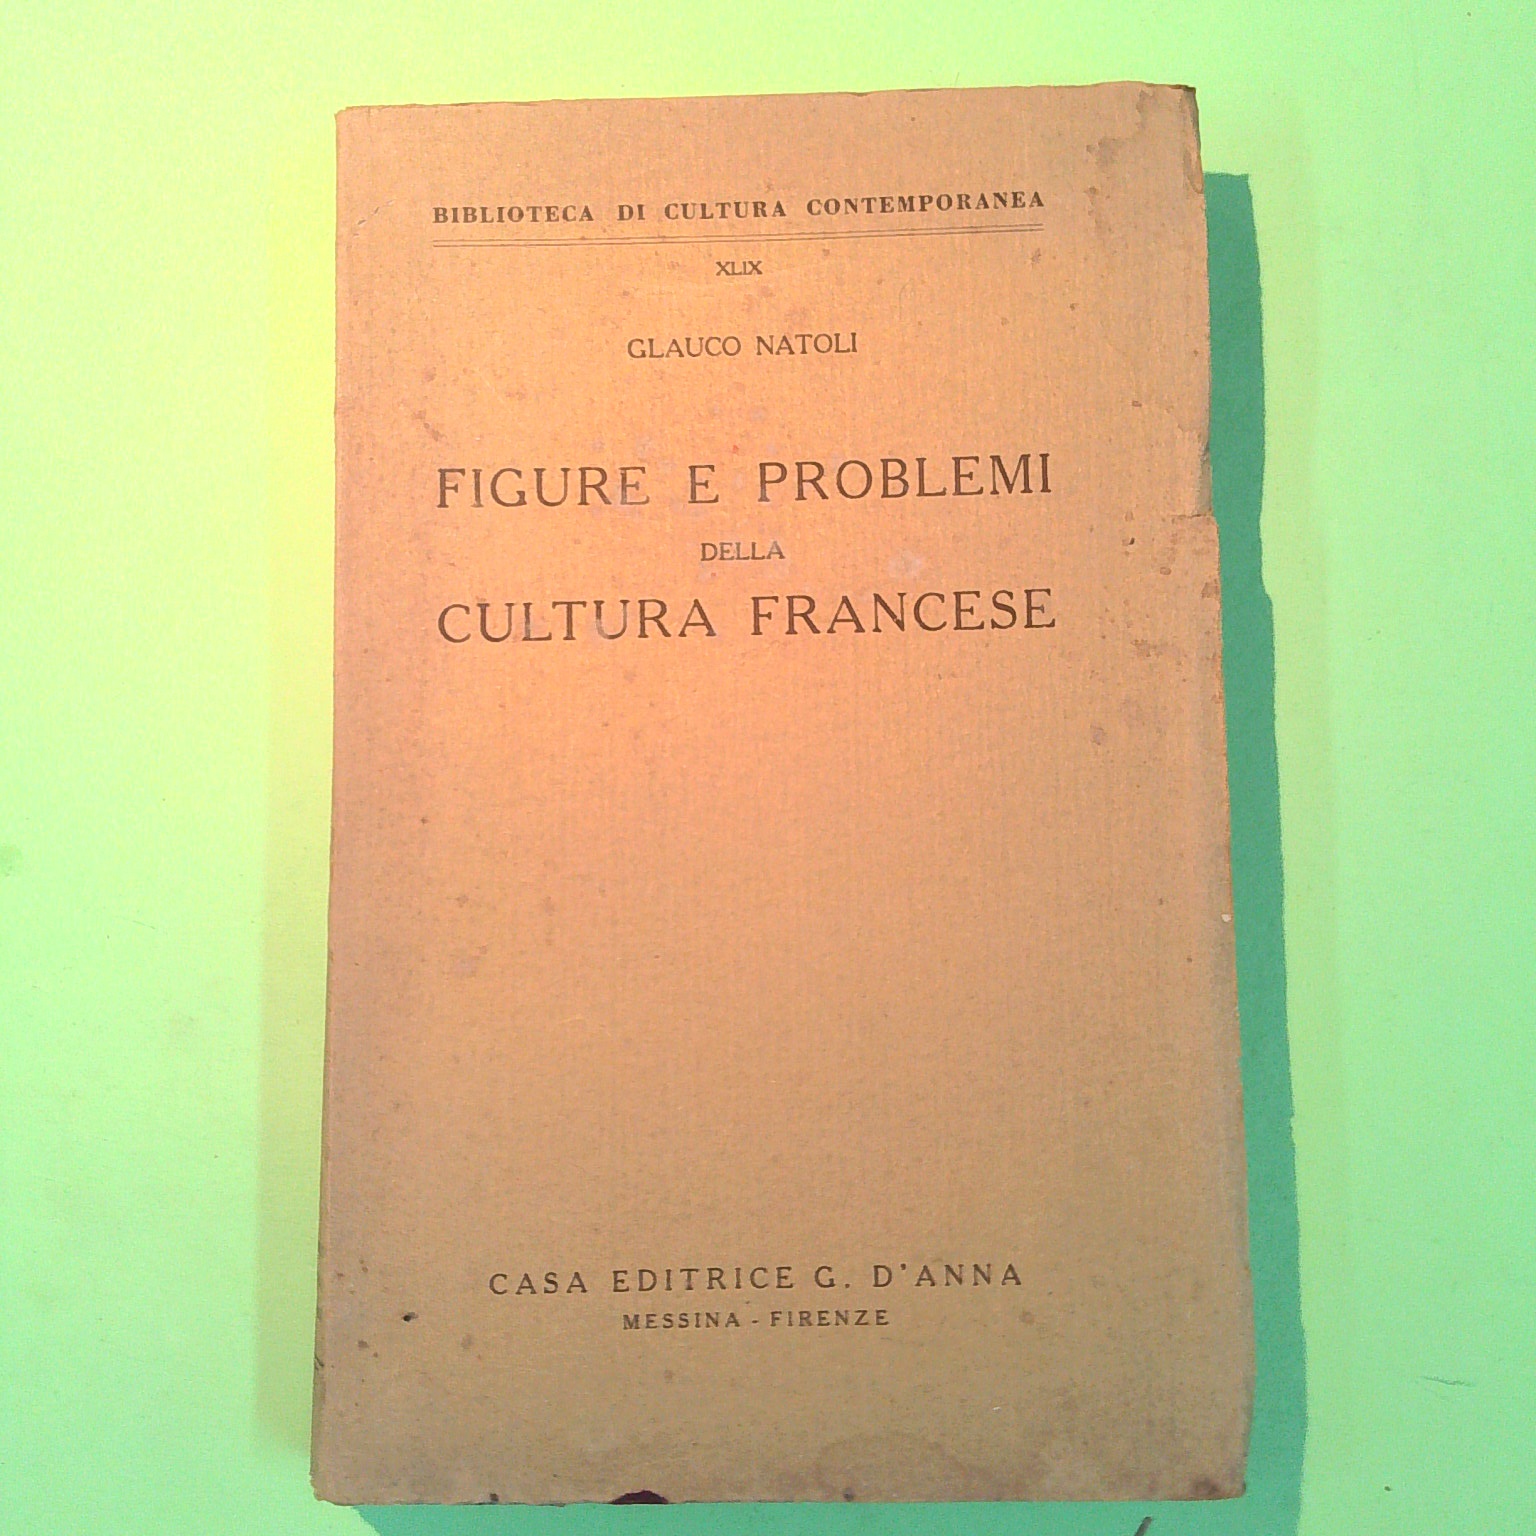 BIBLIOTECA DI CULTURA CONTEMPORANEA
XLIX
GLAUCO NATOLI
FIGURE E PROBLEMI
DELLA
CULTURA FRANCESE
CASA EDITRICE G. D'ANNA
MESSINA - FIRENZE